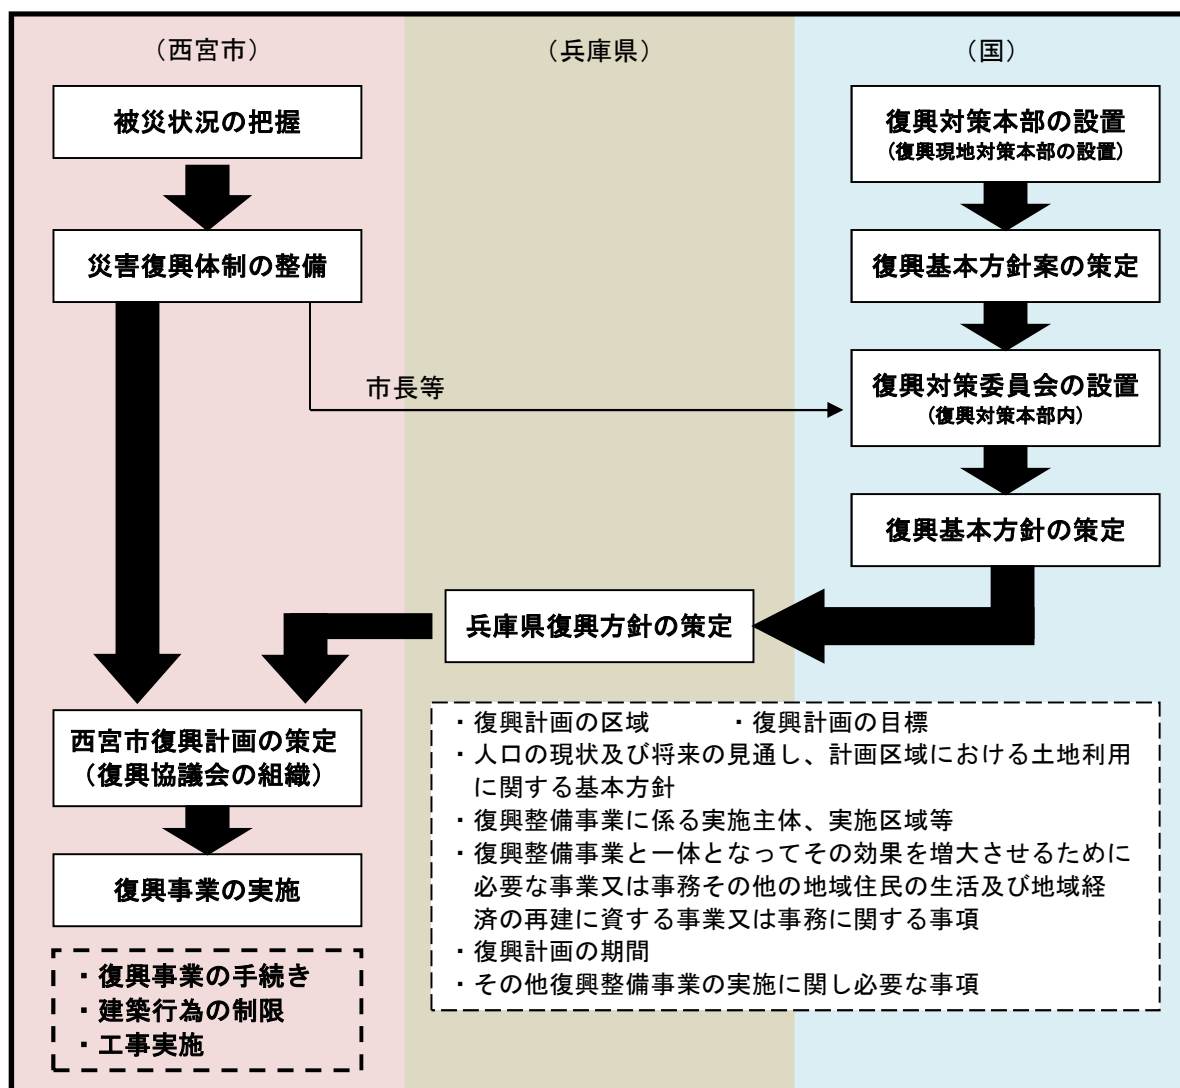 （西宮市）
（兵庫県）
（国）
被災状況の把握
災害復興体制の整備
市長等
復興対策本部の設置
（復興現地対策本部の設置）
復興基本方針案の策定
復興対策委員会の設置
（復興対策本部内）
復興基本方針の策定
兵庫県復興方針の策定
西宮市復興計画の策定
（復興協議会の組織）
復興事業の実施
・復興事業の手続き
・建築行為の制限
・工事実施
・復興計画の区域　　　・復興計画の目標
・人口の現状及び将来の見通し、計画区域における土地利用
に関する基本方針
・復興整備事業に係る実施主体、実施区域等
・復興整備事業と一体となってその効果を増大させるために
必要な事業又は事務その他の地域住民の生活及び地域経
済の再建に資する事業又は事務に関する事項
・復興計画の期間
・その他復興整備事業の実施に関し必要な事項